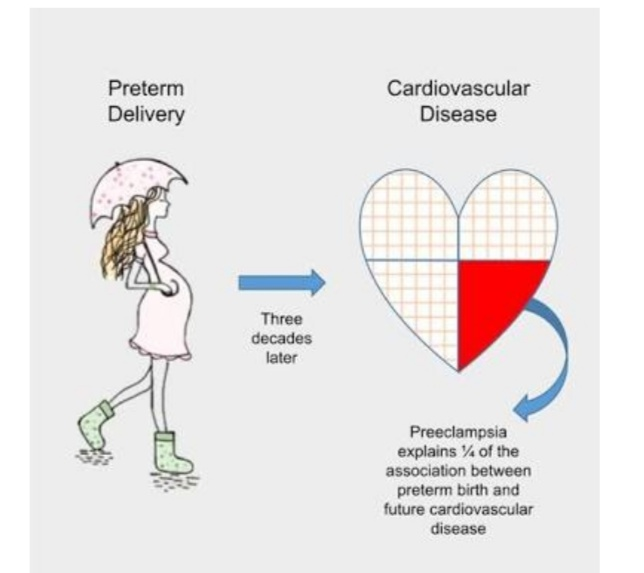 Preterm
Delivery
Cardiovascular
Disease
Three
decades
later
Preeclampsia
explains ¼ of the
association between
preterm birth and
future cardiovascular
disease